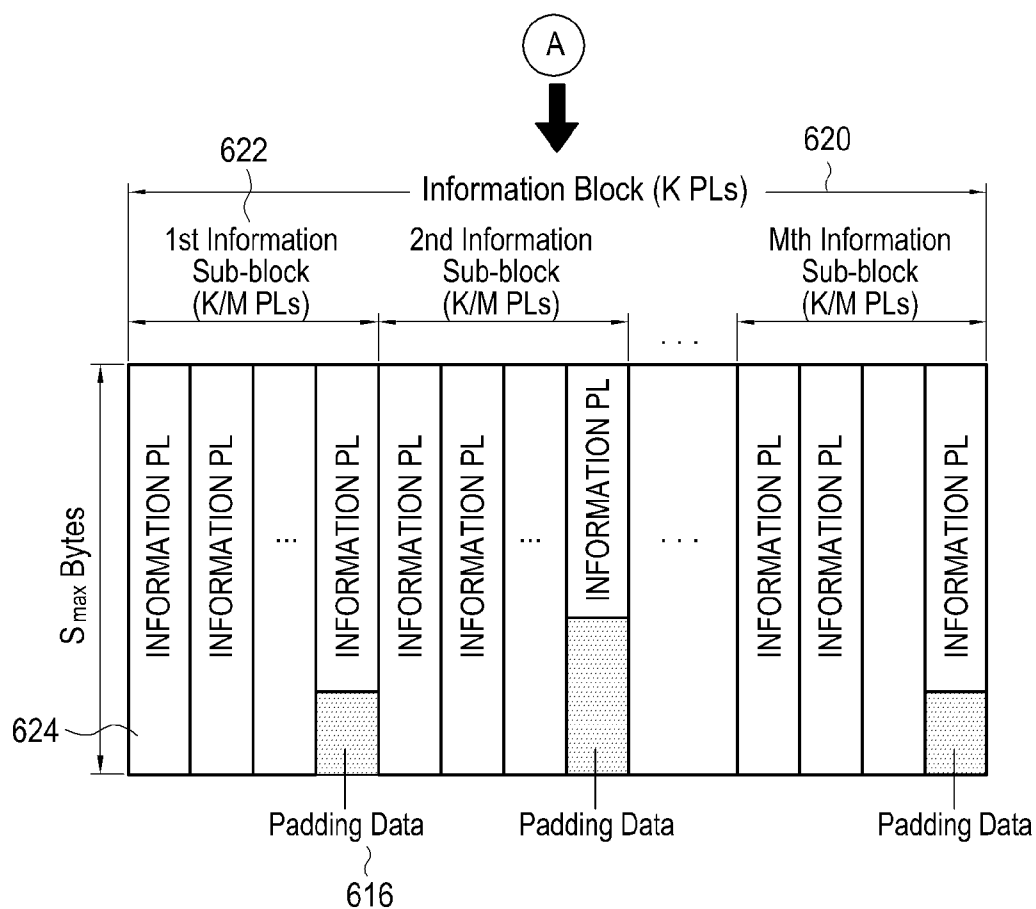 A
622
620
Information Block (K PLs)
1st Information
Sub-block
(K/M PLs)
2nd Information
Sub-block
(K/M PLs)
Mth Information
Sub-block
(K/M PLs)
. . .
Smax Bytes
INFORMATION PL
INFORMATION PL
...
INFORMATION PL
INFORMATION PL
INFORMATION PL
...
INFORMATION PL
. . .
INFORMATION PL
INFORMATION PL
INFORMATION PL
624
Padding Data
Padding Data
Padding Data
616